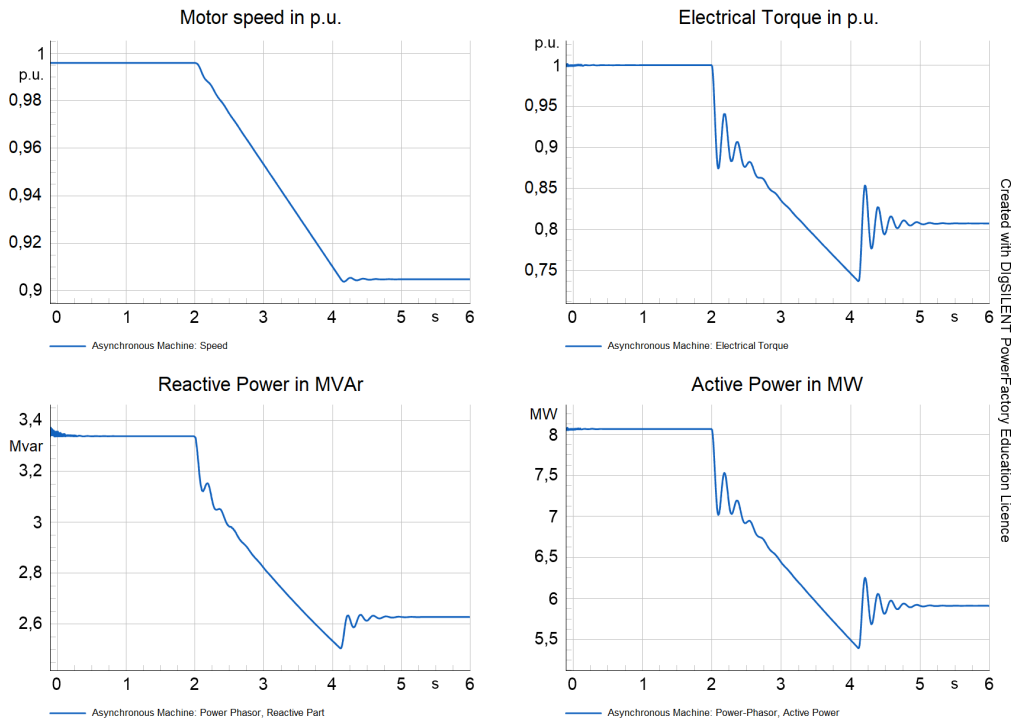 Motor speed in p.u.
1
p.u.
0,98
0,96
0,94
0,92
0,9
0 1 2 3 4 5 s 6
Asynchronous Machine: Speed
Electrical Torque in p.u.
p.u.
1
0,95
0,9
0,85
0,8
0,75
0 1 2 3 4 5 s 6
Asynchronous Machine: Electrical Torque
Reactive Power in MVAr
3,4
Mvar
3,2
3
2,8
2,6
0 1 2 3 4 5 s 6
Asynchronous Machine: Power Phasor, Reactive Part
Active Power in MW
MW
8
7,5
7
6,5
6
5,5
0 1 2 3 4 5 s 6
Asynchronous Machine: Power-Phasor, Active Power
Created with DIgSILENT PowerFactory Education Licence